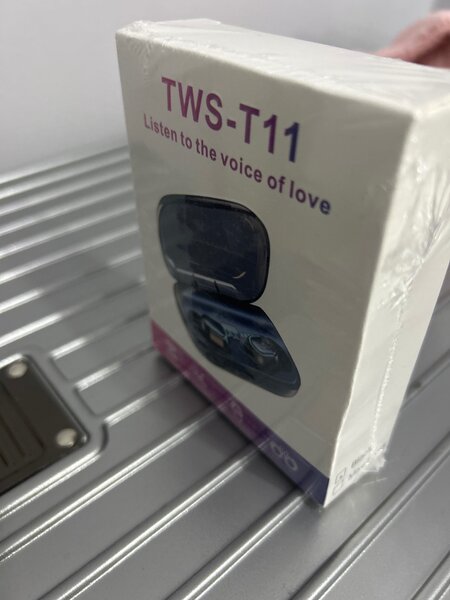 TWS-T11
Listen to the voice of love